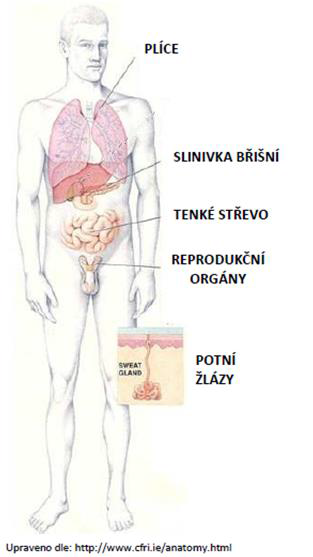 PLÍCE
SLINIVKA BŘIŠNÍ
TENKÉ STŘEVO
REPRODUKČNÍ
ORGÁNY
SWEAT
GLAND
POTNÍ
ŽLÁZY
Upraveno dle: http://www.cfri.ie/anatomy.html